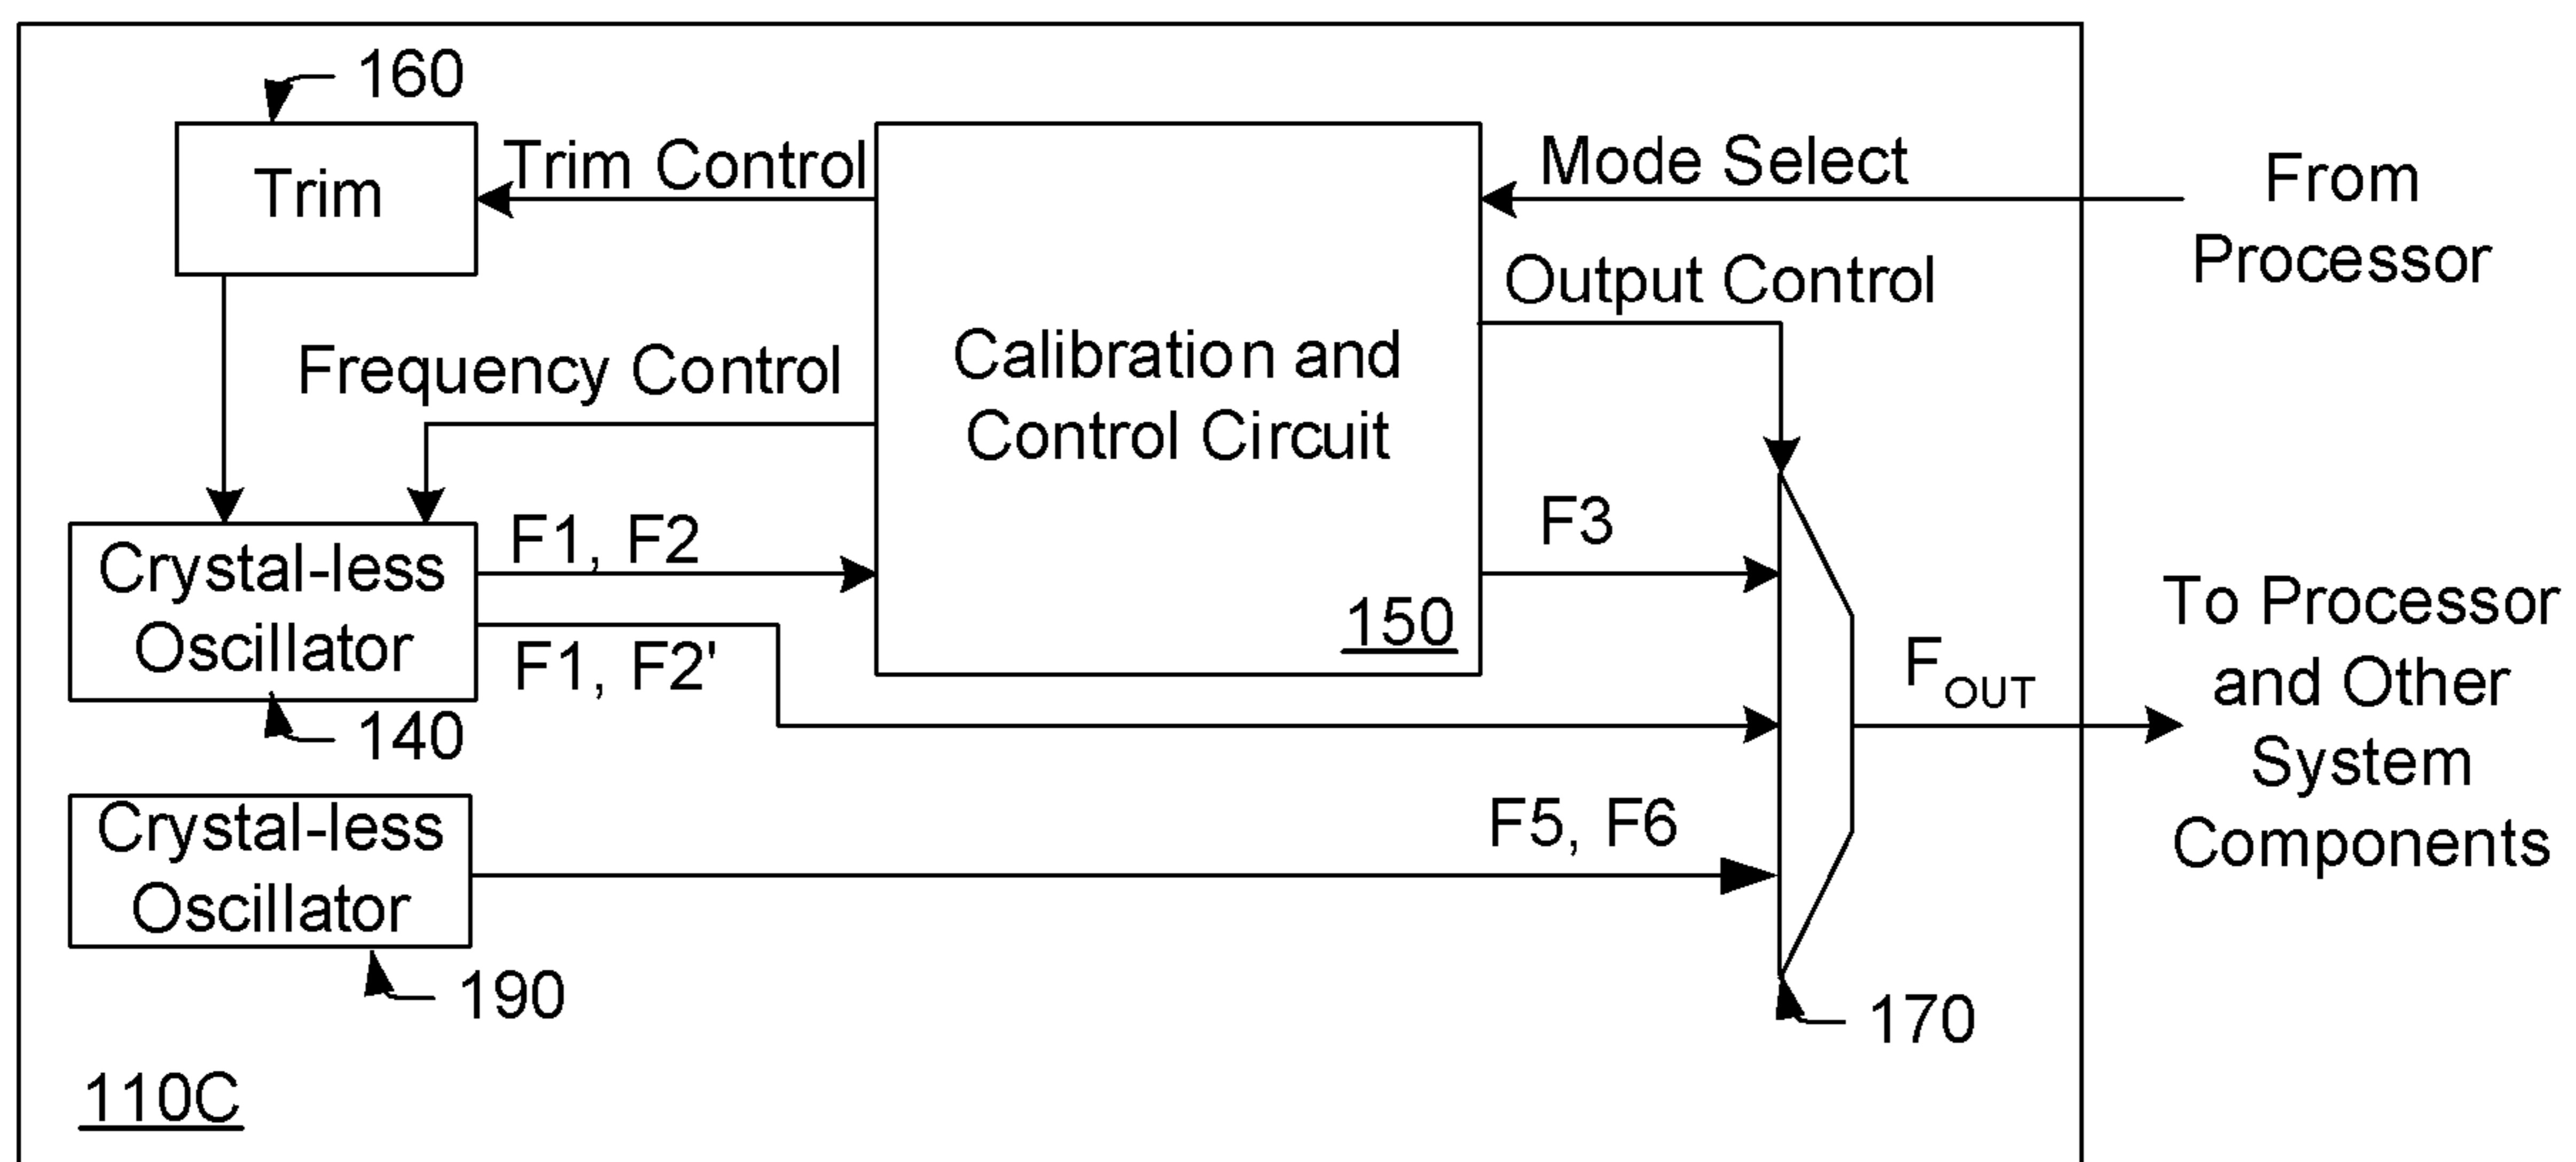 160
Trim
Trim Control
Mode Select
From
Processor
Output Control
Frequency Control
Calibration and
Control Circuit
150
F1, F2
F3
Crystal-less
Oscillator
F1, F2'
140
FOUT
To Processor
and Other
System
Components
F5, F6
Crystal-less
Oscillator
190
170
110C